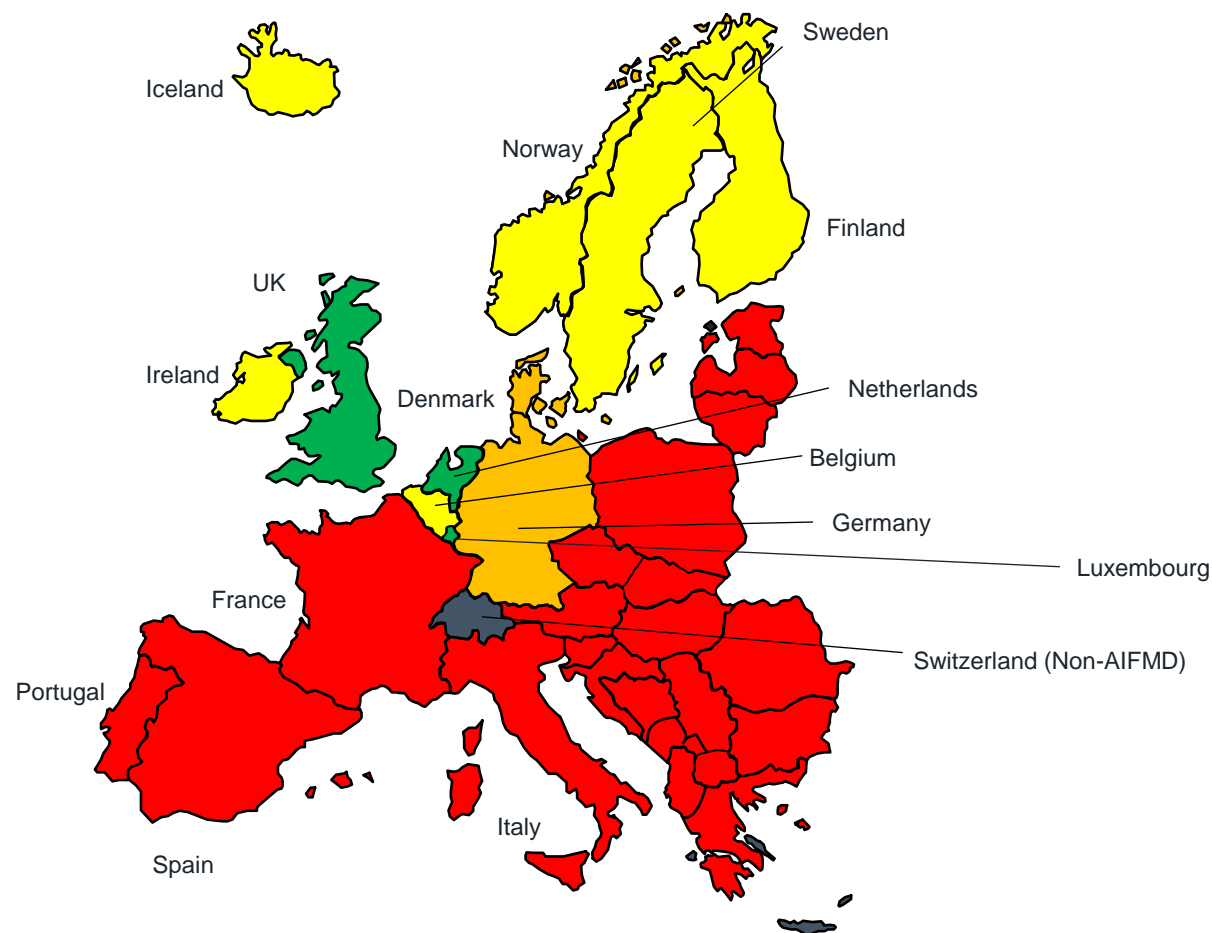 Sweden
Iceland
Norway
Finland
UK
Ireland
Denmark
Netherlands
Belgium
Germany
Luxembourg
France
Switzerland (Non-AIFMD)
Portugal
Italy
Spain